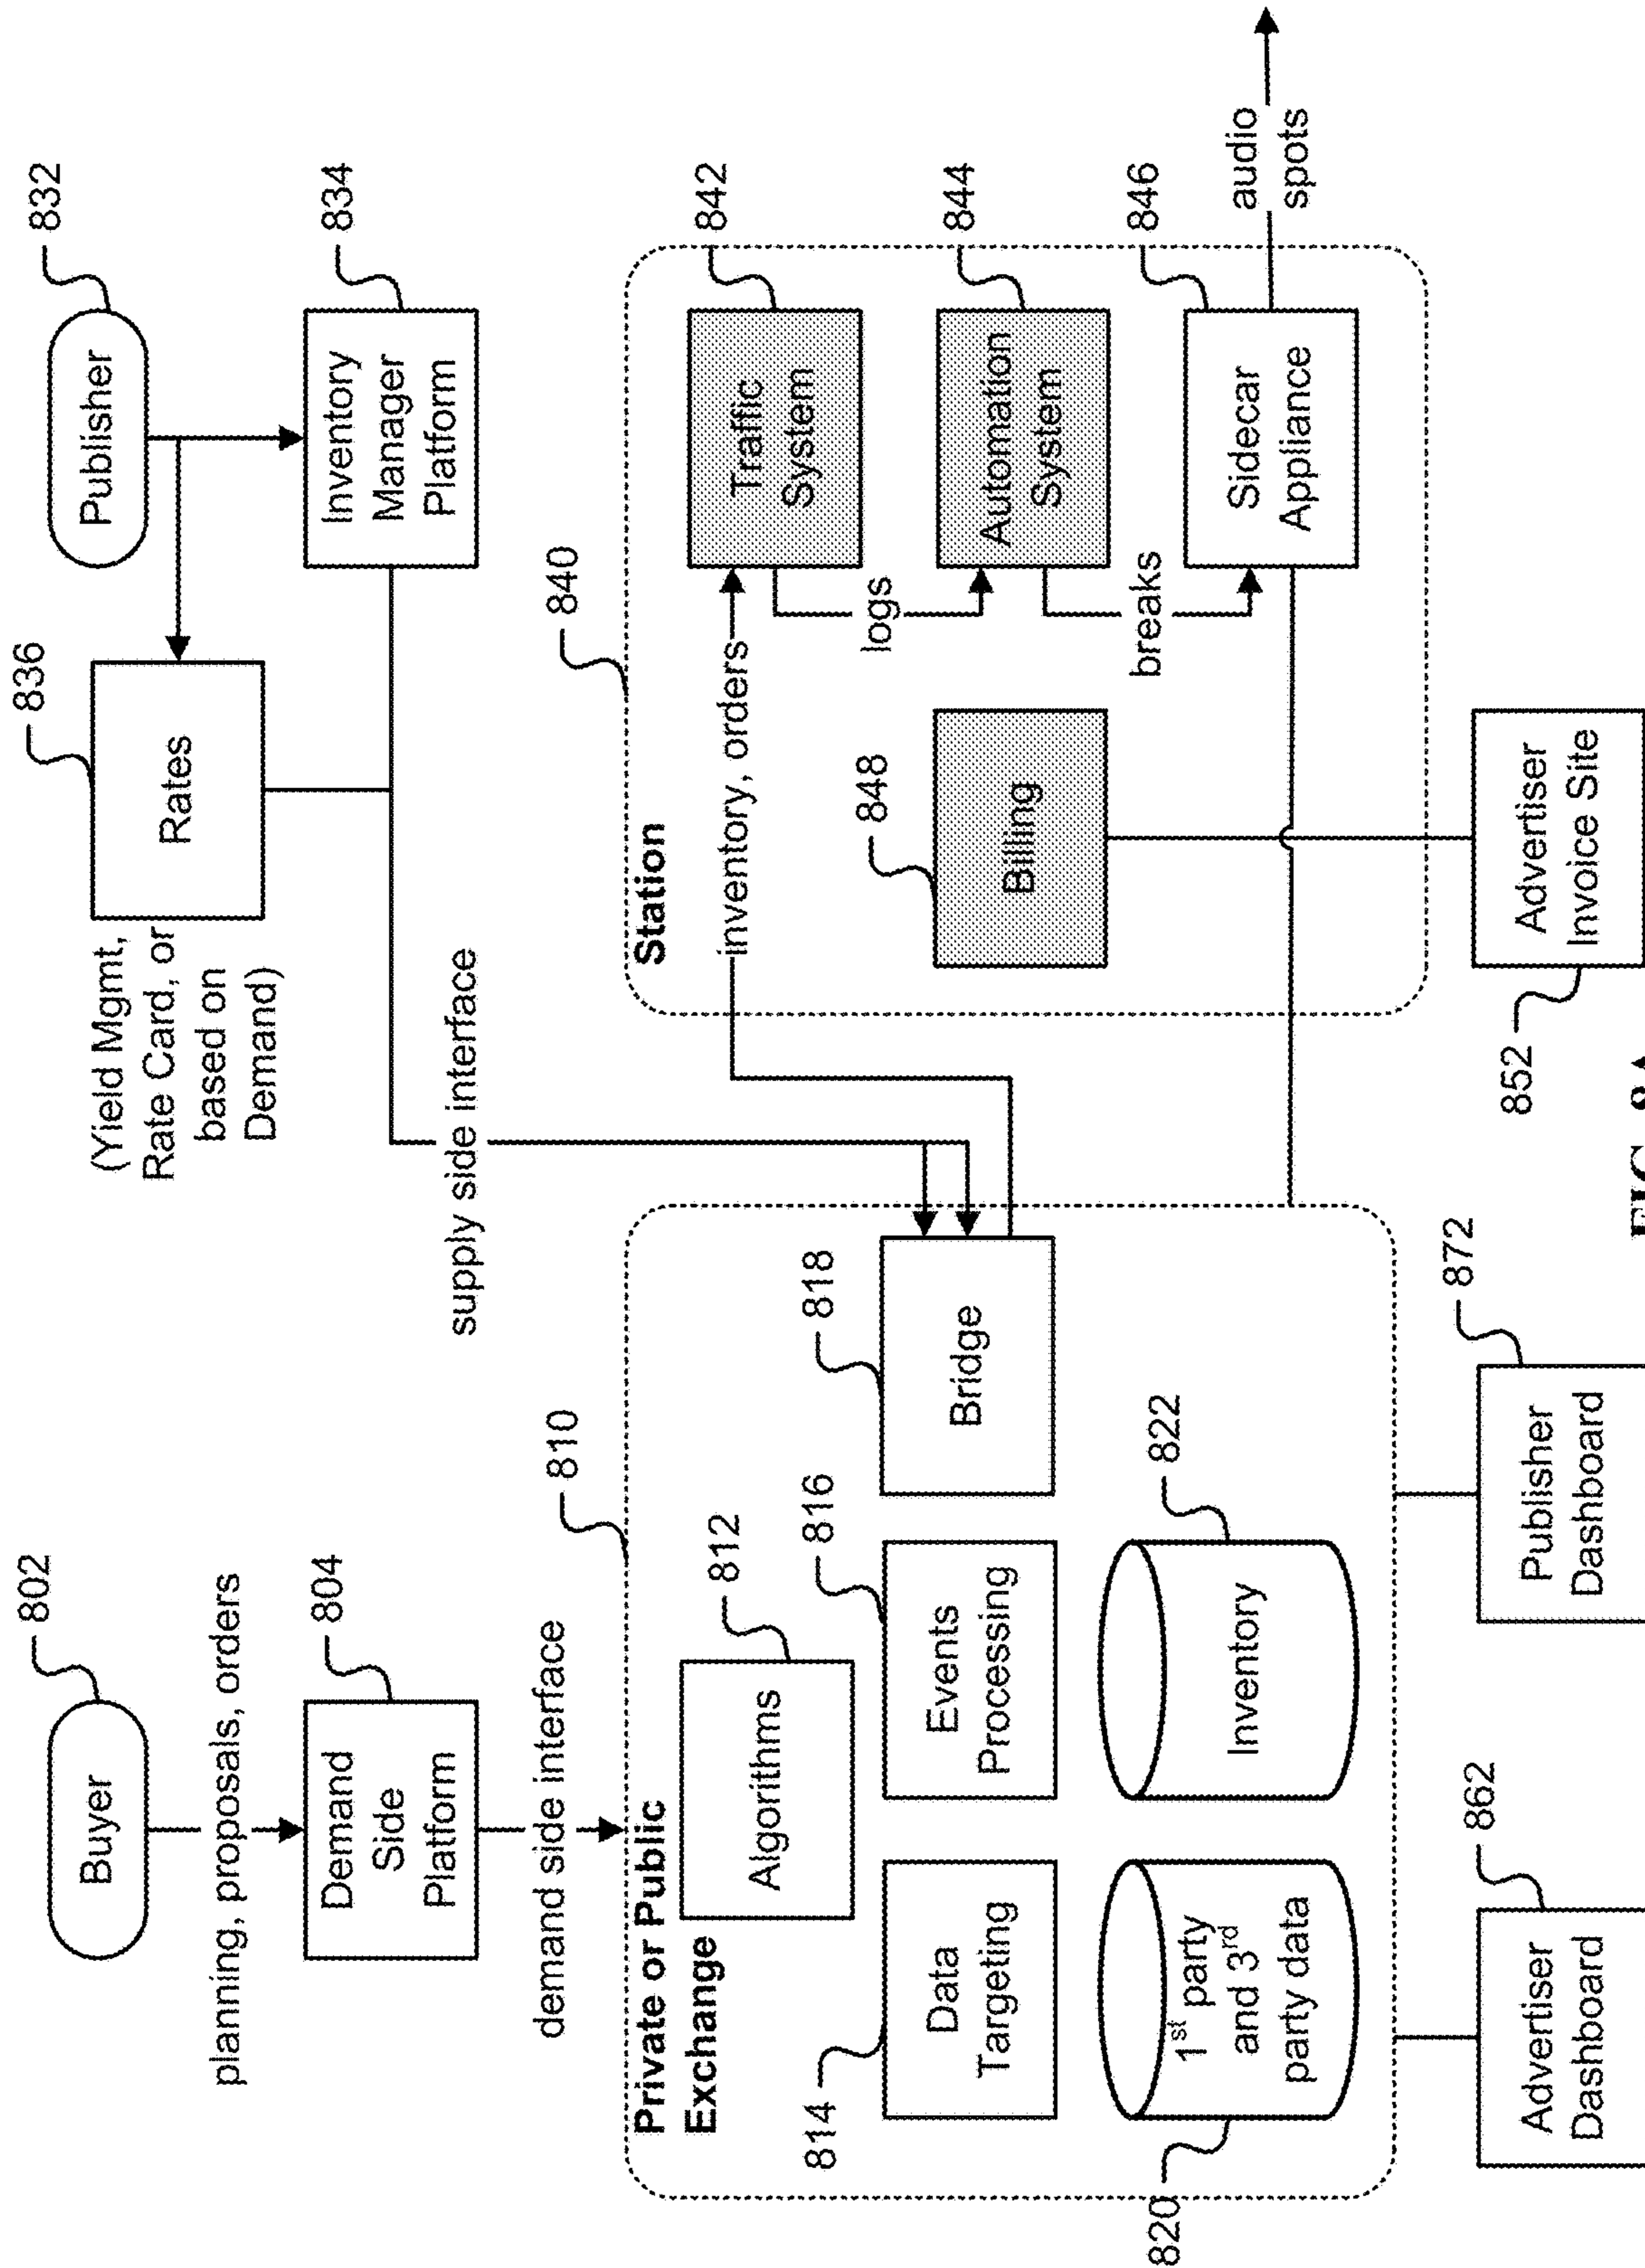 802
Buyer
planning, proposals, orders
804
Demand
Side
Platform
demand side interface
810
Private or Public
Exchange
812
Algorithms
814
Data
Targeting
816
Events
Processing
818
Bridge
820
1st party
and 3rd
party data
822
Inventory
862
Advertiser
Dashboard
872
Publisher
Dashboard
832
Publisher
834
Inventory
Manager
Platform
836
Rates
(Yield Mgmt,
Rate Card, or
based on
Demand)
supply side interface
840
Station
inventory, orders
842
Traffic
System
logs
844
Automation
System
breaks
846
Sidecar
Appliance
audio
spots
848
Billing
852
Advertiser
Invoice Site
FIG. 8A